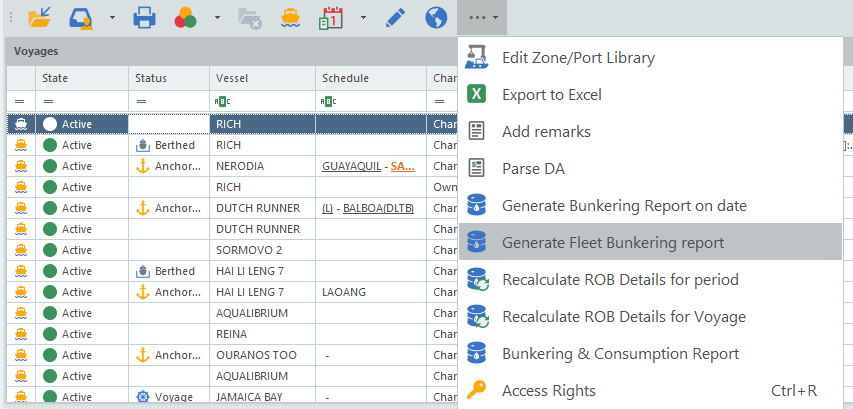 1
Voyages
State Status Vessel Schedule Char
= = = ABC ABC =
Active RICH Char
Active Berthed RICH Char
Active Anchor... NERODIA GUAYAQUIL - SA... Char
Active RICH Own
Active Anchor... DUTCH RUNNER (L) - BALBOA(DLTB) Char
Active DUTCH RUNNER Char
Active SORMOVO 2 Char
Active Berthed HAI LI LENG 7 Char
Active Anchor... HAI LI LENG 7 LAOANG Char
Active AQUALIBRIUM Char
Active REINA Char
Active Anchor... OURANOS TOO - Char
Active AQUALIBRIUM Char
Active Voyage JAMAICA BAY - Char
Edit Zone/Port Library
Export to Excel
Add remarks
Parse DA
Generate Bunkering Report on date
Generate Fleet Bunkering report
Recalculate ROB Details for period
Recalculate ROB Details for Voyage
Bunkering & Consumption Report
Access Rights Ctrl+R